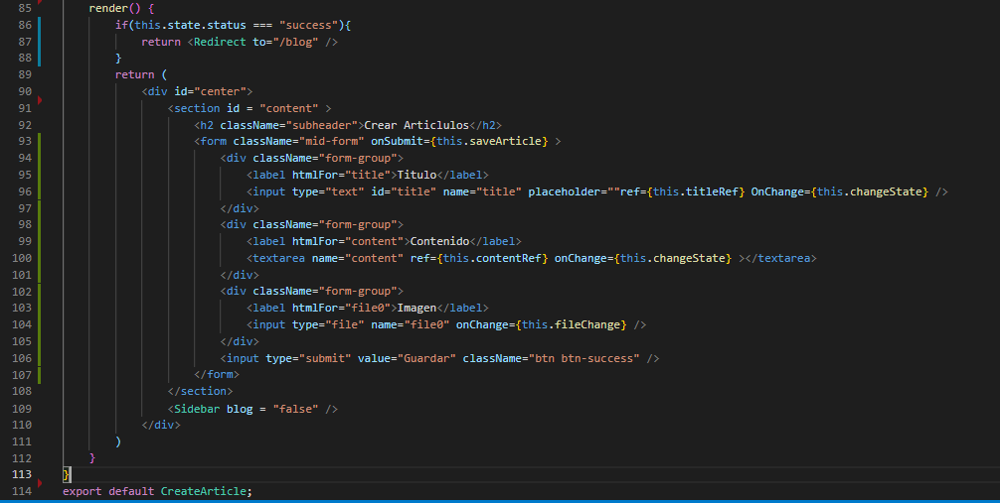 85 render() {
86 if(this.state.status === "success"){
87 return <Redirect to="/blog" />
88 }
89 return (
90 <div id="center">
91 <section id = "content" >
92 <h2 className="subheader">Crear Articlulos</h2>
93 <form className="mid-form" onSubmit={this.saveArticle} >
94 <div className="form-group">
95 <label htmlFor="title">Titulo</label>
96 <input type="text" id="title" name="title" placeholder=""ref={this.titleRef} OnChange={this.changeState} />
97 </div>
98 <div className="form-group">
99 <label htmlFor="content">Contenido</label>
100 <textarea name="content" ref={this.contentRef} onChange={this.changeState} ></textarea>
101 </div>
102 <div className="form-group">
103 <label htmlFor="file0">Imagen</label>
104 <input type="file" name="file0" onChange={this.fileChange} />
105 </div>
106 <input type="submit" value="Guardar" className="btn btn-success" />
107 </form>
108 </section>
109 <Sidebar blog = "false" />
110 </div>
111 )
112 }
113 }
114 export default CreateArticle;